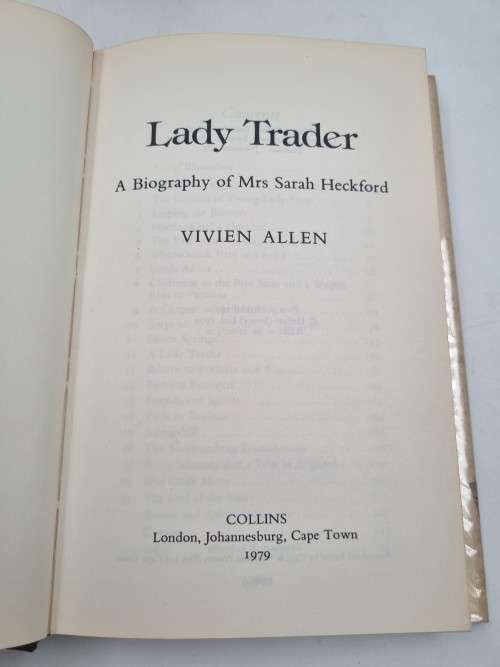 Lady Trader
A Biography of Mrs Sarah Heckford
VIVIEN ALLEN
COLLINS
London, Johannesburg, Cape Town
1979